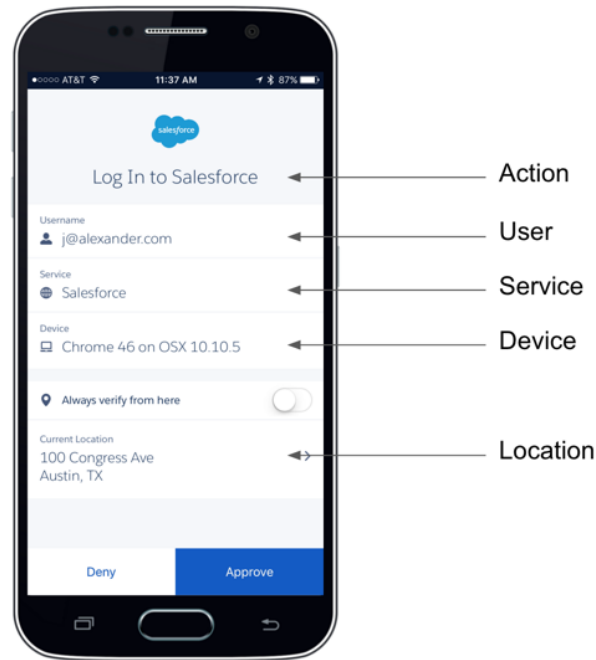 AT&T
11:37 AM
87%
salesforce
Log In to Salesforce
Action
Username
j@alexander.com
User
Service
Salesforce
Service
Device
Chrome 46 on OSX 10.10.5
Device
Always verify from here
Current Location
100 Congress Ave
Austin, TX
Location
Deny
Approve